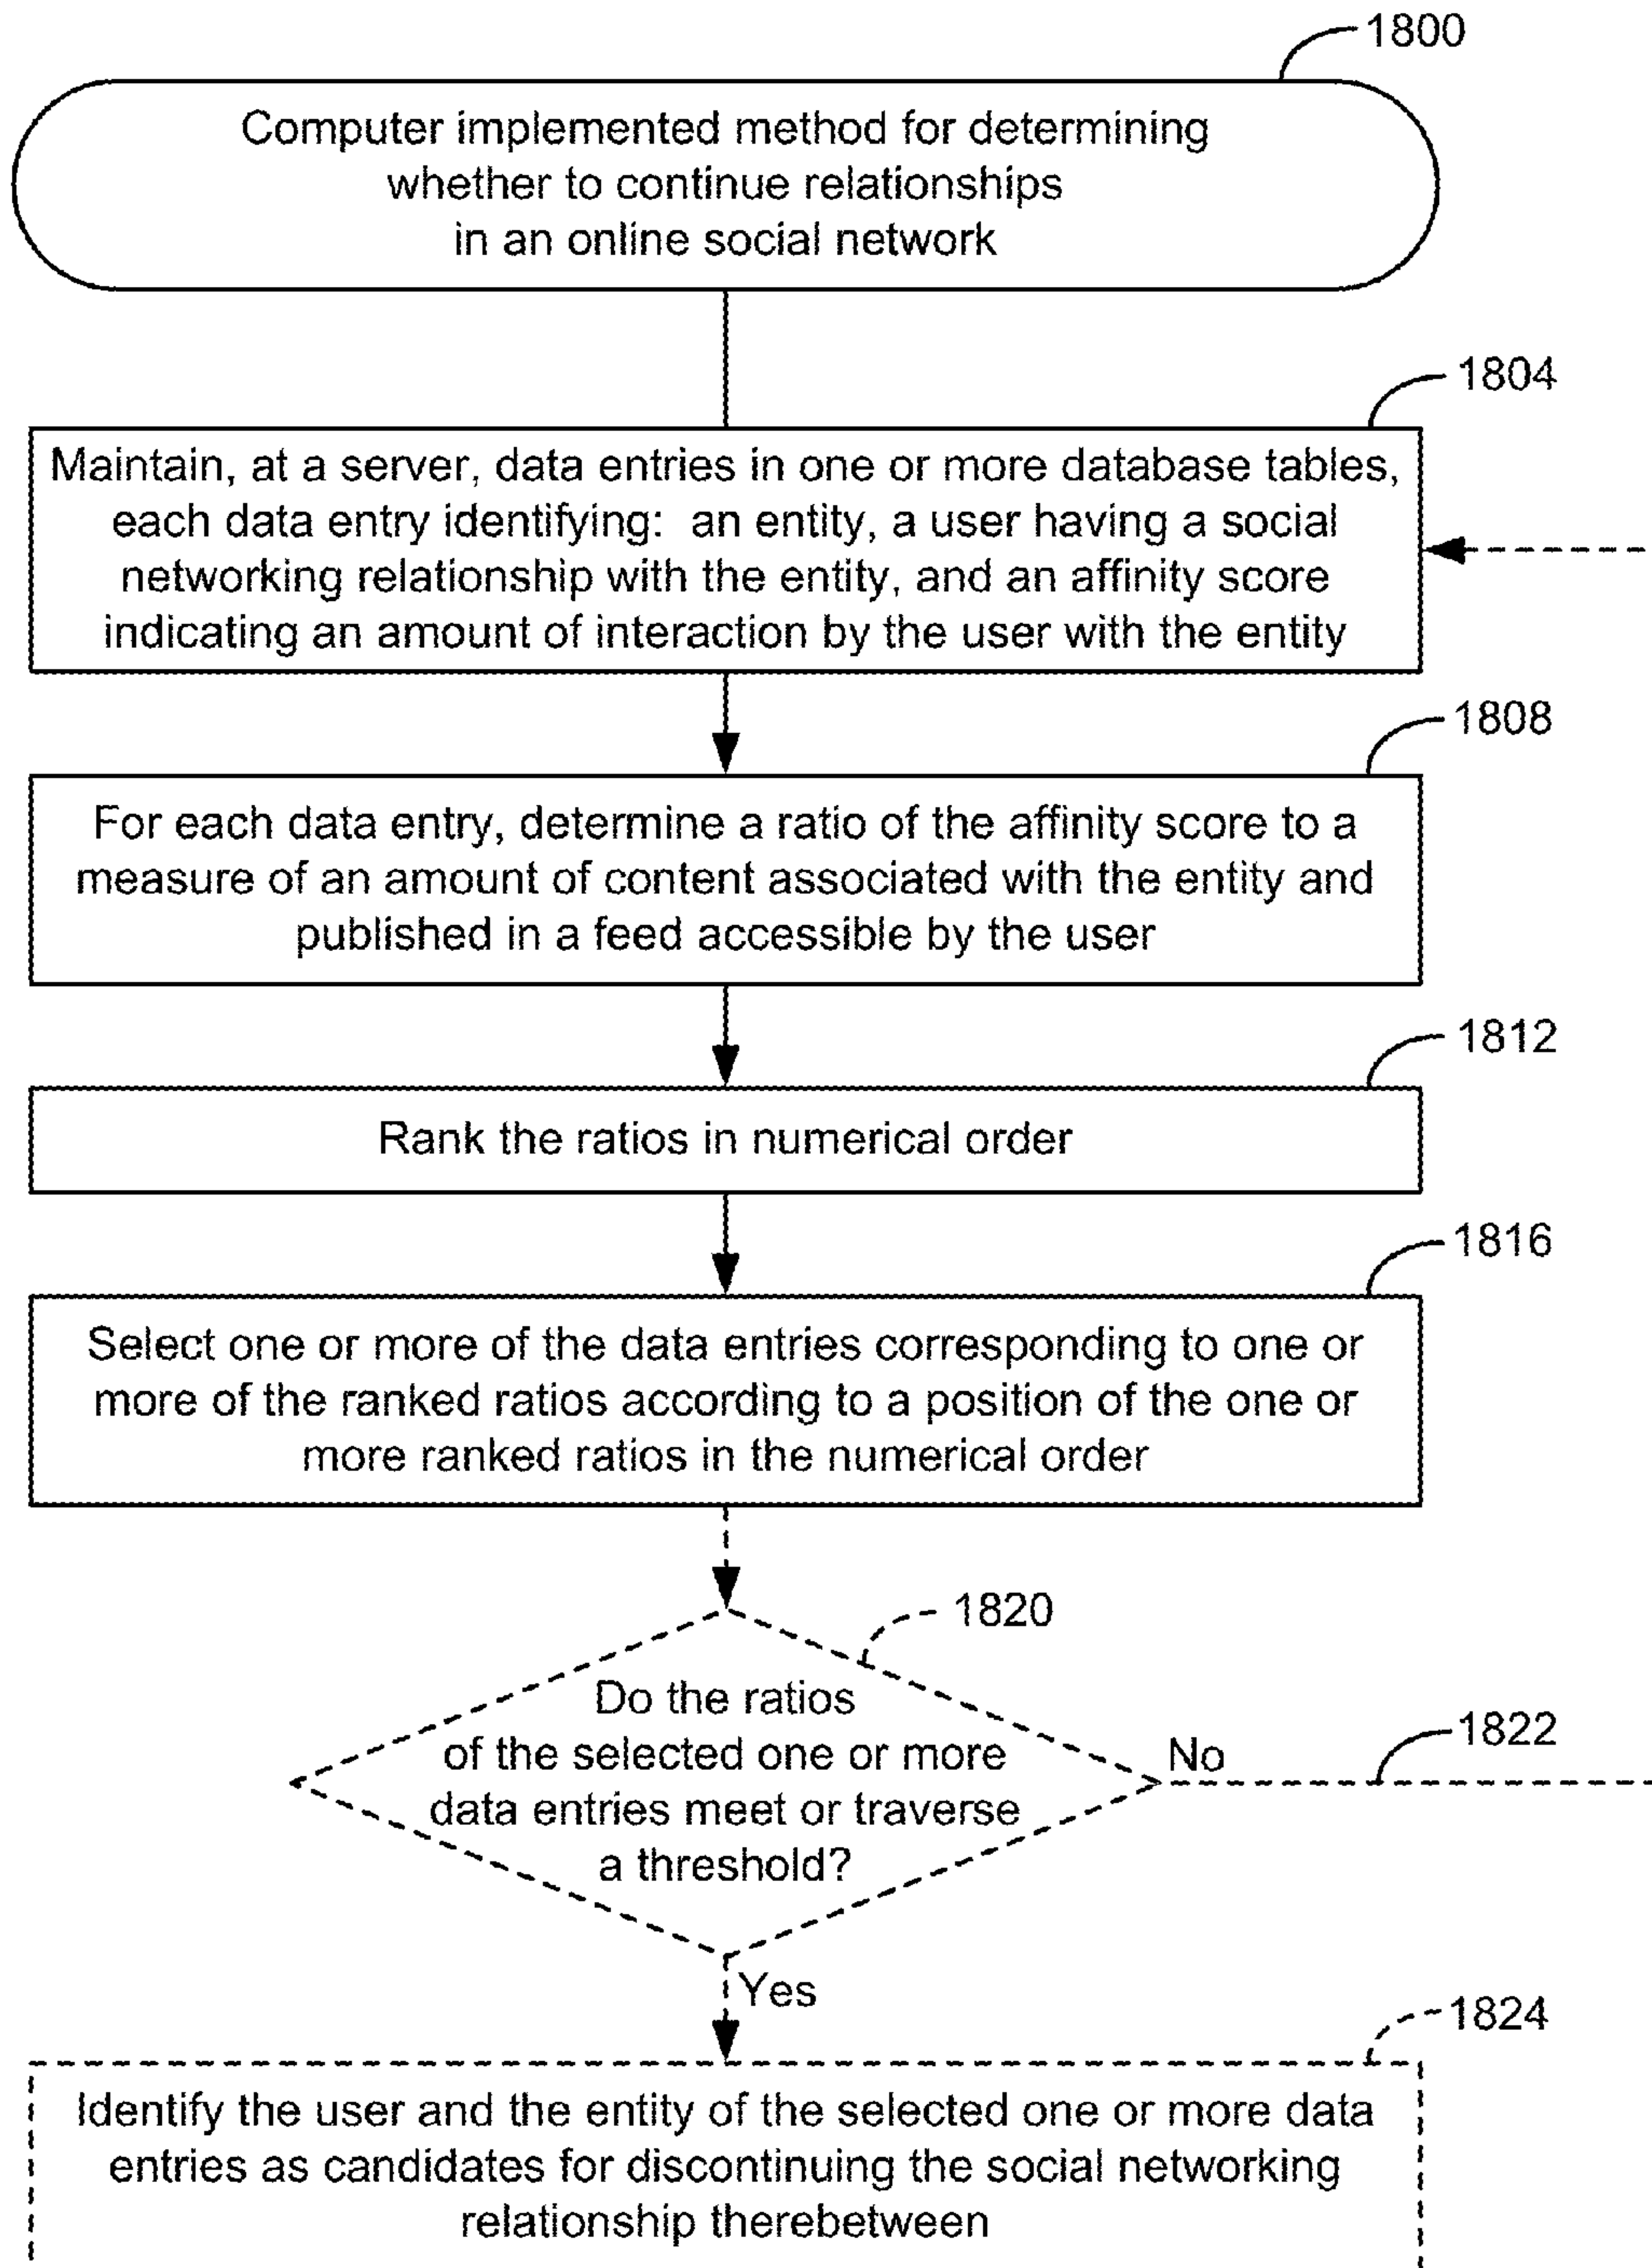 1800
Computer implemented method for determining
whether to continue relationships
in an online social network
1804
Maintain, at a server, data entries in one or more database tables,
each data entry identifying: an entity, a user having a social
networking relationship with the entity, and an affinity score
indicating an amount of interaction by the user with the entity
1808
For each data entry, determine a ratio of the affinity score to a
measure of an amount of content associated with the entity and
published in a feed accessible by the user
1812
Rank the ratios in numerical order
1816
Select one or more of the data entries corresponding to one or
more of the ranked ratios according to a position of the one or
more ranked ratios in the numerical order
1820
Do the ratios
of the selected one or more
data entries meet or traverse
a threshold?
No
1822
Yes
1824
Identify the user and the entity of the selected one or more data
entries as candidates for discontinuing the social networking
relationship therebetween